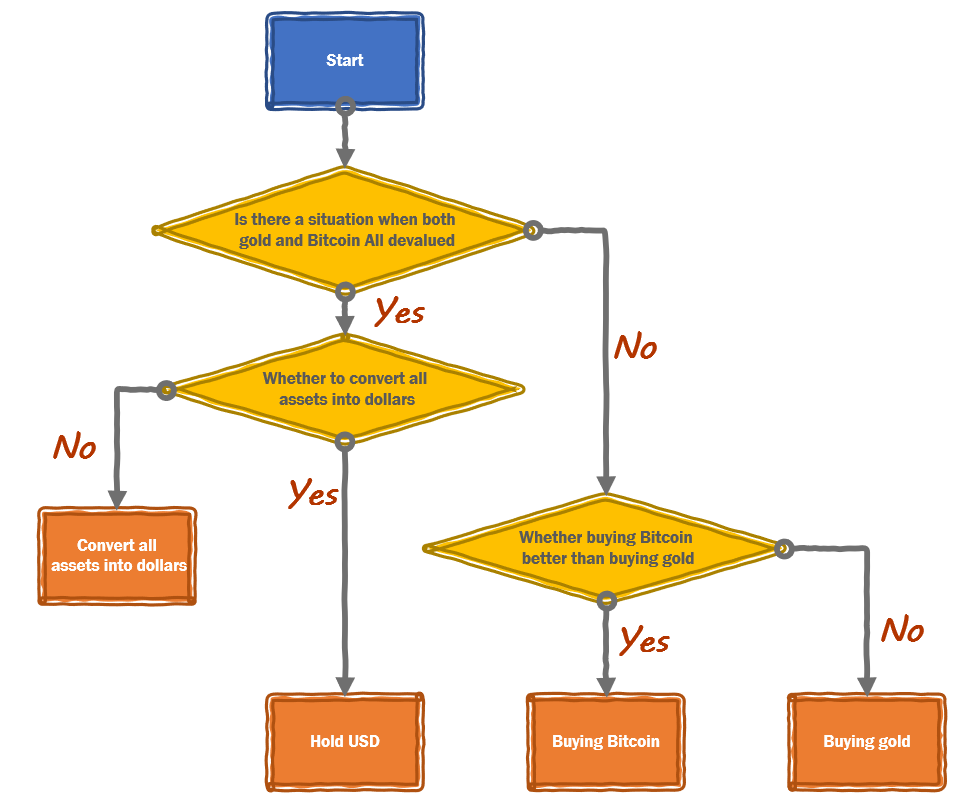 Start
Is there a situation when both
gold and Bitcoin All devalued
Yes
No
Whether to convert all
assets into dollars
No
Yes
Convert all
assets into dollars
Whether buying Bitcoin
better than buying gold
Yes
No
Hold USD
Buying Bitcoin
Buying gold